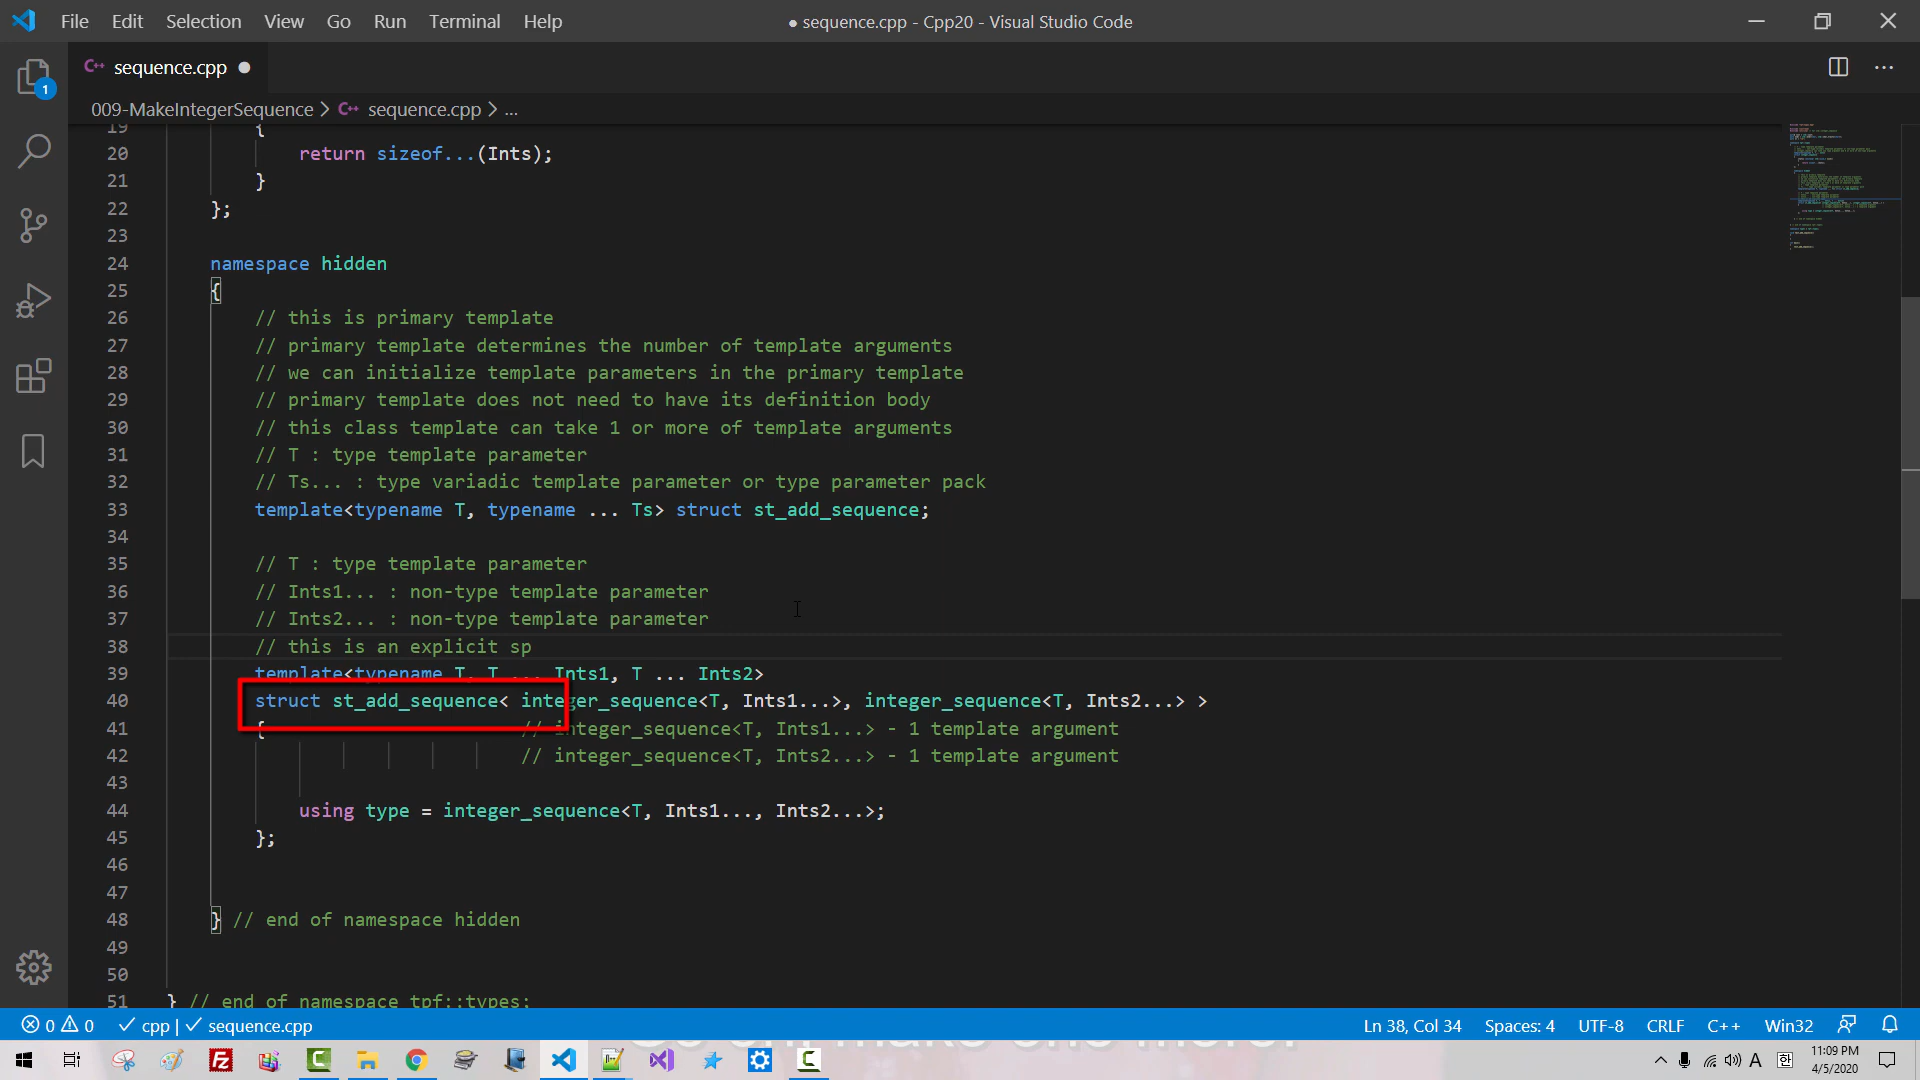 File Edit Selection View Go Run Terminal Help
● sequence.cpp - Cpp20 - Visual Studio Code
1
C++ sequence.cpp ●
009-MakeIntegerSequence > C++ sequence.cpp > ...
19 {
20 return sizeof...(Ints);
21 }
22 };
23
24 namespace hidden
25 {
26 // this is primary template
27 // primary template determines the number of template arguments
28 // we can initialize template parameters in the primary template
29 // primary template does not need to have its definition body
30 // this class template can take 1 or more of template arguments
31 // T : type template parameter
32 // Ts... : type variadic template parameter or type parameter pack
33 template<typename T, typename ... Ts> struct st_add_sequence;
34
35 // T : type template parameter
36 // Ints1... : non-type template parameter
37 // Ints2... : non-type template parameter
38 // this is an explicit sp
39 template<typename T, T ... Ints1, T ... Ints2>
40 struct st_add_sequence< integer_sequence<T, Ints1...>, integer_sequence<T, Ints2...> >
41 { // integer_sequence<T, Ints1...> - 1 template argument
42 // integer_sequence<T, Ints2...> - 1 template argument
43
44 using type = integer_sequence<T, Ints1..., Ints2...>;
45 };
46
47
48 } // end of namespace hidden
49
50
51 } // end of namespace tpf::types;
0 0 cpp | sequence.cpp
Ln 38, Col 34 Spaces: 4 UTF-8 CRLF C++ Win32
A 한 11:09 PM
4/5/2020